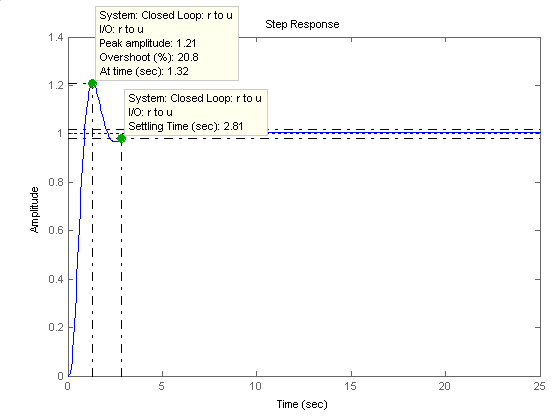 System: Closed Loop: r to u
I/O: r to u
Peak amplitude: 1.21
Overshoot (%): 20.8
At time (sec): 1.32
Step Response
System: Closed Loop: r to u
I/O: r to u
Settling Time (sec): 2.81
1.4
1.2
1
0.8
0.6
0.4
0.2
0
Amplitude
0 5 10 15 20 25
Time (sec)